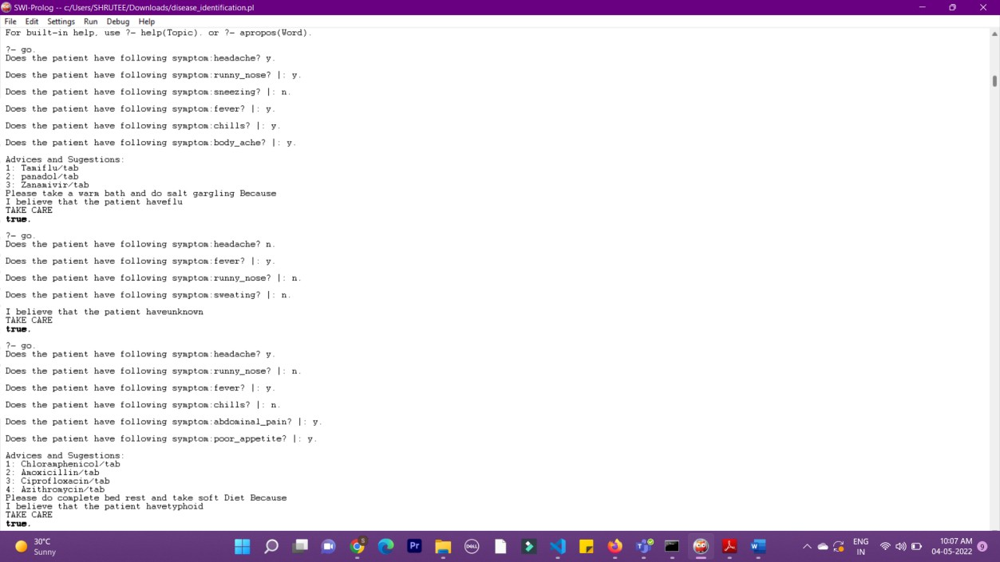 SWI-Prolog -- c:/Users/SHRUTEE/Downloads/disease_identification.pl
File Edit Settings Run Debug Help
For built-in help, use ?- help(Topic). or ?- apropos(Word).
?- go.
Does the patient have following symptom:headache? y.
Does the patient have following symptom:runny_nose? |: y.
Does the patient have following symptom:sneezing? |: n.
Does the patient have following symptom:fever? |: y.
Does the patient have following symptom:chills? |: y.
Does the patient have following symptom:body_ache? |: y.
Advices and Sugestions:
1: Tamiflu/tab
2: panadol/tab
3: Zanamivir/tab
Please take a warm bath and do salt gargling Because
I believe that the patient haveflu
TAKE CARE
true.
?- go.
Does the patient have following symptom:headache? n.
Does the patient have following symptom:fever? |: y.
Does the patient have following symptom:runny_nose? |: n.
Does the patient have following symptom:sweating? |: n.
I believe that the patient haveunknown
TAKE CARE
true.
?- go.
Does the patient have following symptom:headache? y.
Does the patient have following symptom:runny_nose? |: n.
Does the patient have following symptom:fever? |: y.
Does the patient have following symptom:chills? |: n.
Does the patient have following symptom:abdominal_pain? |: y.
Does the patient have following symptom:poor_appetite? |: y.
Advices and Sugestions:
1: Chloramphenicol/tab
2: Amoxicillin/tab
3: Ciprofloxacin/tab
4: Azithromycin/tab
Please do complete bed rest and take soft Diet Because
I believe that the patient havetyphoid
TAKE CARE
true.
30°C
Sunny
S
Pr
DELL
W
ENG
IN
10:07 AM
04-05-2022
9